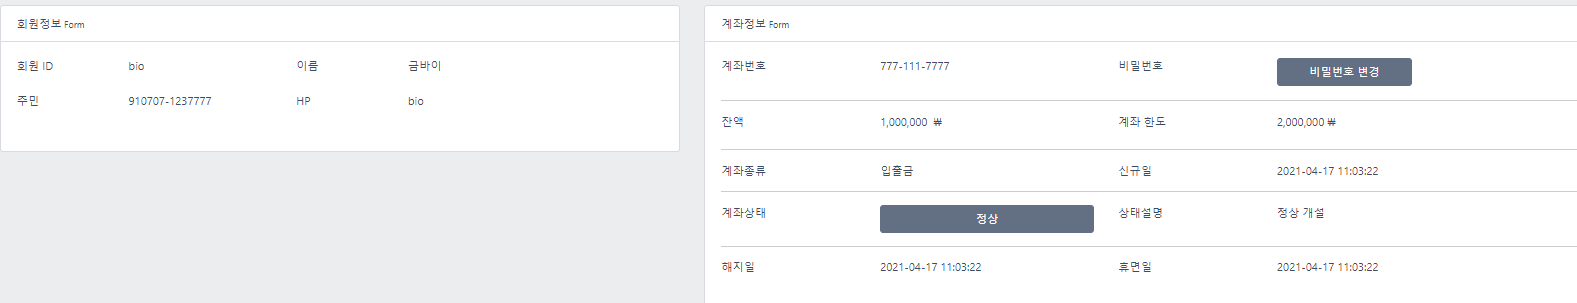 회원정보 Form
회원 ID bio 이름 금바이
주민 910707-1237777 HP bio
계좌정보 Form
계좌번호 777-111-7777 비밀번호 비밀번호 변경
잔액 1,000,000 ₩ 계좌 한도 2,000,000 ₩
계좌종류 입출금 신규일 2021-04-17 11:03:22
계좌상태 정상 상태설명 정상 개설
해지일 2021-04-17 11:03:22 휴면일 2021-04-17 11:03:22